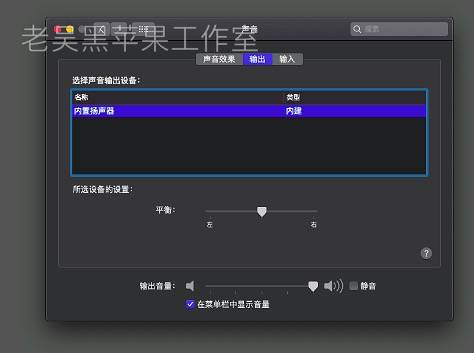 老吴黑苹果工作室
声音
搜索
声音效果 输出 输入
选择声音输出设备：
名称 类型
内置扬声器 内建
所选设备的设置：
平衡：
左 右
?
输出音量： 静音
在菜单栏中显示音量